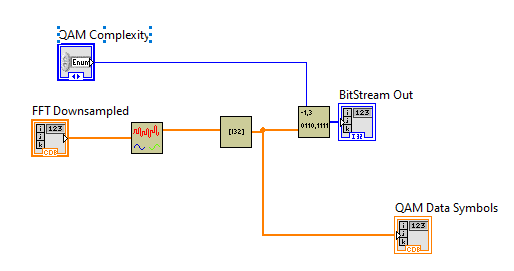 QAM Complexity
Enum
FFT Downsampled
i
j
k
123
CDB
[I32]
-1,3
0110,1111
BitStream Out
i
j
k
123
I32
QAM Data Symbols
i
j
k
123
CDB